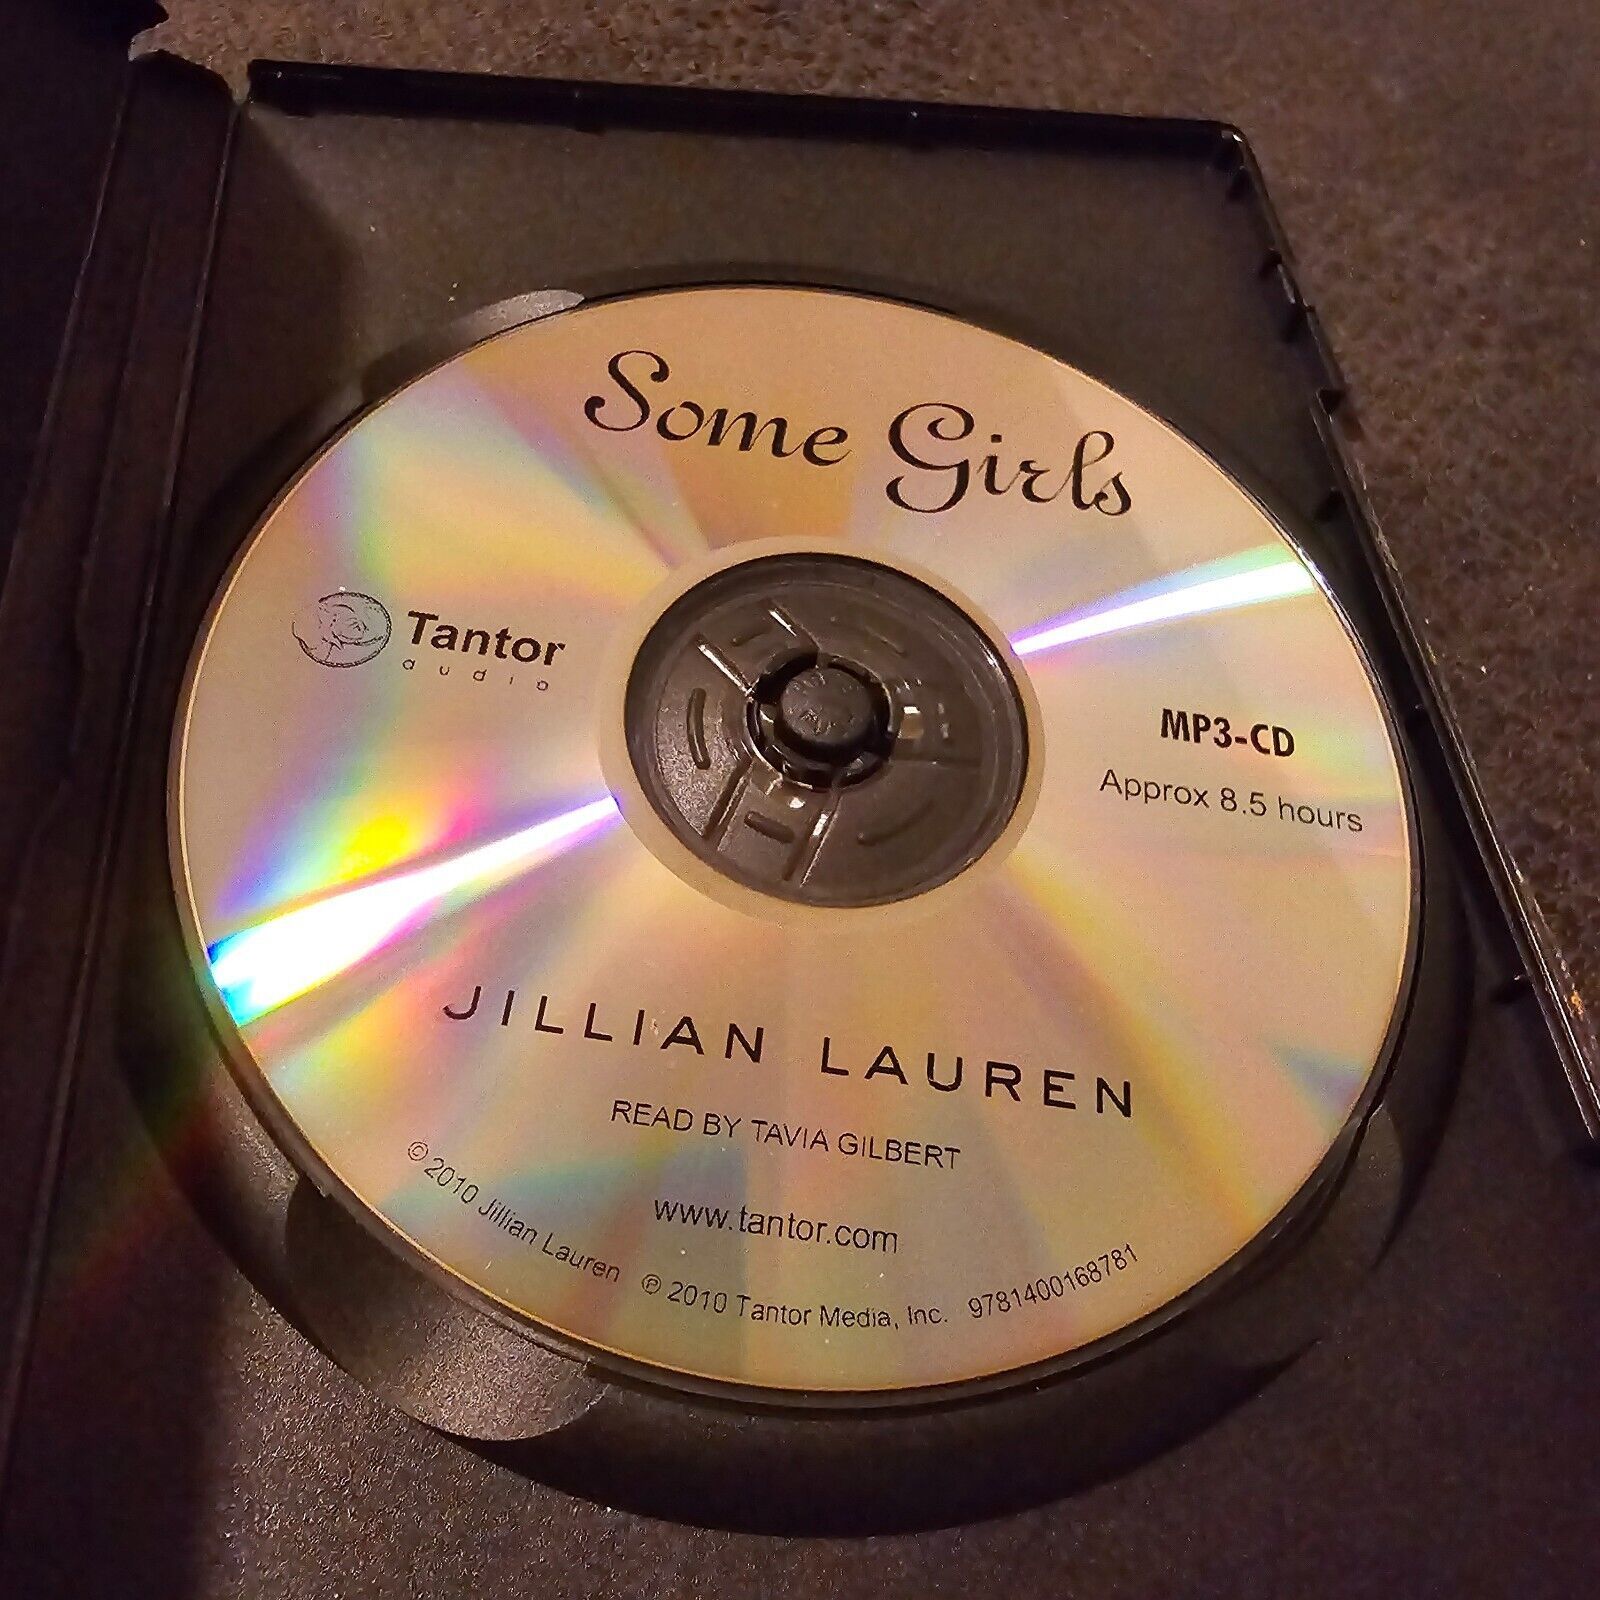 Some Girls
Tantor
audio
MP3-CD
Approx 8.5 hours
JILLIAN LAUREN
READ BY TAVIA GILBERT
www.tantor.com
© 2010 Jillian Lauren ℗ 2010 Tantor Media, Inc. 9781400168781